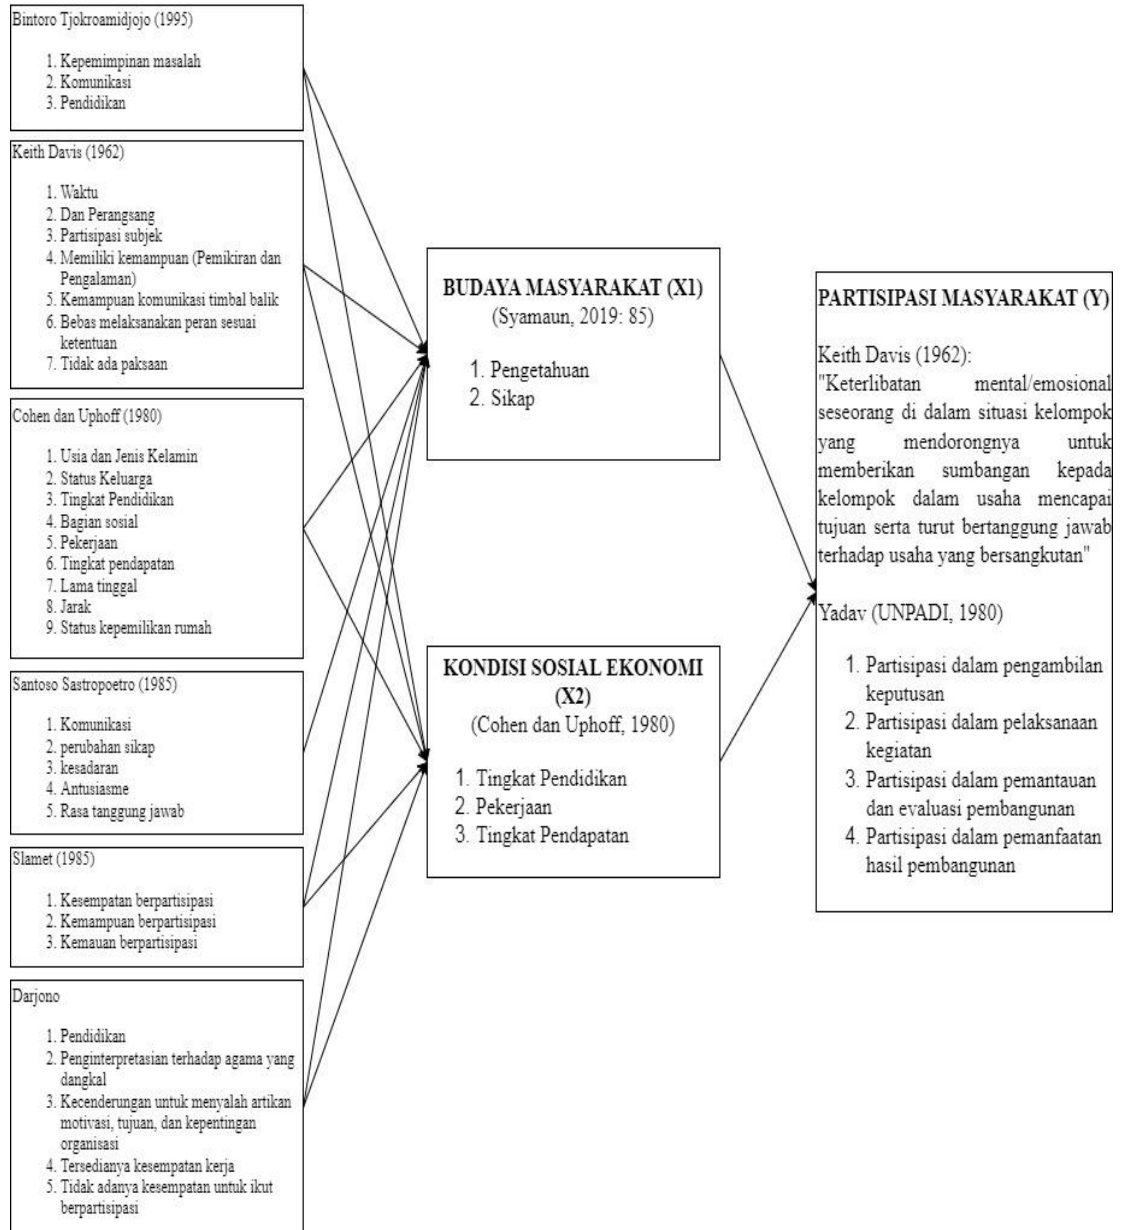 Bintoro Tjokroamidjojo (1995)
1. Kepemimpinan masalah
2. Komunikasi
3. Pendidikan
Keith Davis (1962)
1. Waktu
2. Dan Perangsang
3. Partisipasi subjek
4. Memiliki kemampuan (Pemikiran dan
Pengalaman)
5. Kemampuan komunikasi timbal balik
6. Bebas melaksanakan peran sesuai
ketentuan
7. Tidak ada paksaan
Cohen dan Uphoff (1980)
1. Usia dan Jenis Kelamin
2. Status Keluarga
3. Tingkat Pendidikan
4. Bagian sosial
5. Pekerjaan
6. Tingkat pendapatan
7. Lama tinggal
8. Jarak
9. Status kepemilikan rumah
Santoso Sastropoetro (1985)
1. Komunikasi
2. perubahan sikap
3. kesadaran
4. Antusiasme
5. Rasa tanggung jawab
Slamet (1985)
1. Kesempatan berpartisipasi
2. Kemampuan berpartisipasi
3. Kemauan berpartisipasi
Darjono
1. Pendidikan
2. Penginterpretasian terhadap agama yang
dangkal
3. Kecenderungan untuk menyalah artikan
motivasi, tujuan, dan kepentingan
organisasi
4. Tersedianya kesempatan kerja
5. Tidak adanya kesempatan untuk ikut
berpartisipasi
BUDAYA MASYARAKAT (X1)
(Syamaun, 2019: 85)
1. Pengetahuan
2. Sikap
KONDISI SOSIAL EKONOMI
(X2)
(Cohen dan Uphoff, 1980)
1. Tingkat Pendidikan
2. Pekerjaan
3. Tingkat Pendapatan
PARTISIPASI MASYARAKAT (Y)
Keith Davis (1962):
"Keterlibatan mental/emosional
seseorang di dalam situasi kelompok
yang mendorongnya untuk
memberikan sumbangan kepada
kelompok dalam usaha mencapai
tujuan serta turut bertanggung jawab
terhadap usaha yang bersangkutan"
Yadav (UNPADI, 1980)
1. Partisipasi dalam pengambilan
keputusan
2. Partisipasi dalam pelaksanaan
kegiatan
3. Partisipasi dalam pemantauan
dan evaluasi pembangunan
4. Partisipasi dalam pemanfaatan
hasil pembangunan